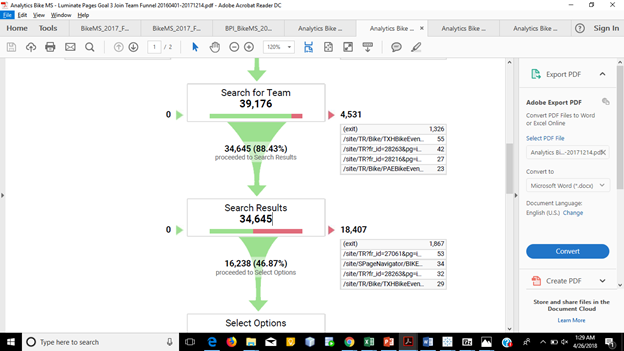 Analytics Bike MS - Luminate Pages Goal 3 Join Team Funnel 20160401-20171214.pdf - Adobe Acrobat Reader DC
File Edit View Window Help
Home Tools BikeMS_2017_F... BikeMS_2017_F... BPI_BikeMS_20... Analytics Bike ... Analytics Bike ... × Analytics Bike ... Analytics Bike ... Sign In
1 / 2 120%
Search for Team
39,176
0 4,531
(exit) 1,326
/site/TR/Bike/TXHBikeEven... 55
/site/TR?fr_id=28263&pg=i... 42
/site/TR?fr_id=28216&pg=i... 27
/site/TR/Bike/PAEBikeEven... 23
34,645 (88.43%)
proceeded to Search Results
Search Results
34,645
0 18,407
(exit) 1,867
/site/TR?fr_id=27061&pg=i... 53
/site/SPageNavigator/BIKE... 34
/site/TR?fr_id=28263&pg=i... 32
/site/TR/Bike/TXHBikeEven... 29
16,238 (46.87%)
proceeded to Select Options
Select Options
Export PDF
Adobe Export PDF
Convert PDF Files to Word
or Excel Online
Select PDF File
Analytics Bi...-20171214.pdf
Convert to
Microsoft Word (*.docx)
Document Language:
English (U.S.) Change
Convert
Create PDF
Store and share files in the
Document Cloud
Learn More
Type here to search
1:29 AM
4/26/2018